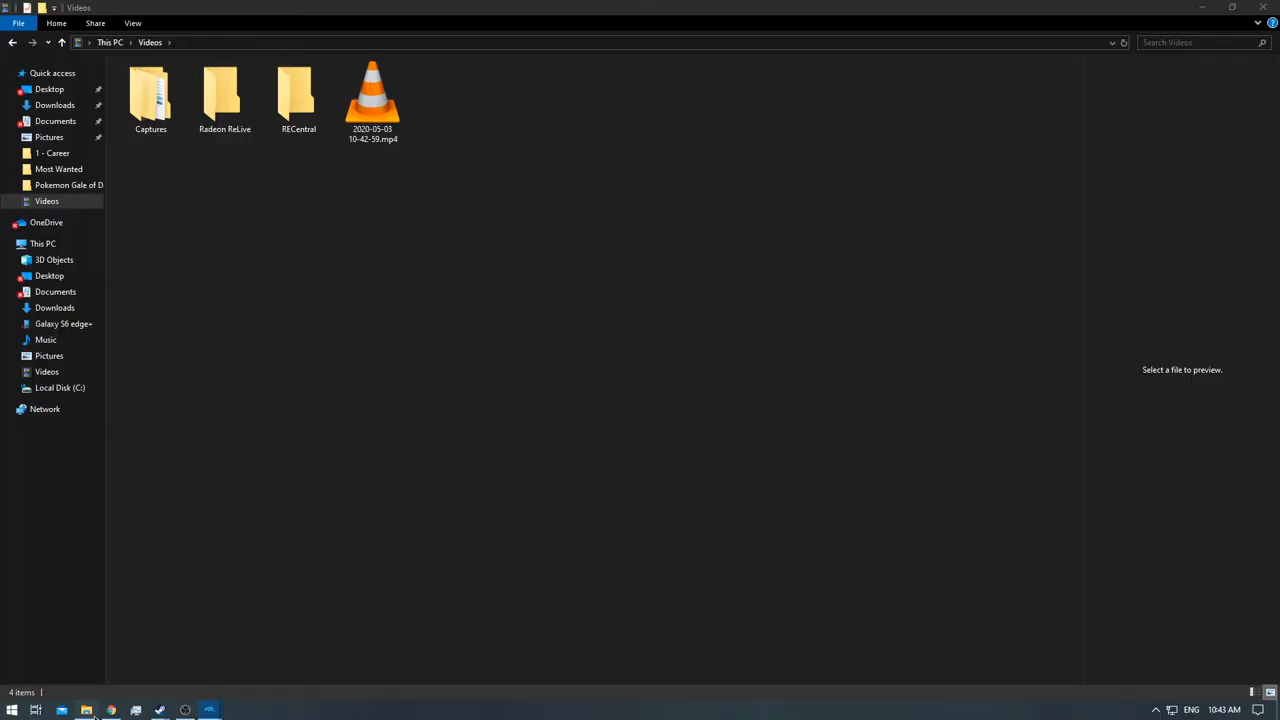 Videos
File Home Share View
This PC Videos
Search Videos
Quick access
Desktop
Downloads
Documents
Pictures
1 - Career
Most Wanted
Pokemon Gale of D
Videos
OneDrive
This PC
3D Objects
Desktop
Documents
Downloads
Galaxy S6 edge+
Music
Pictures
Videos
Local Disk (C:)
Network
Captures
Radeon ReLive
RECentral
2020-05-03
10-42-59.mp4
Select a file to preview.
4 items
ENG 10:43 AM